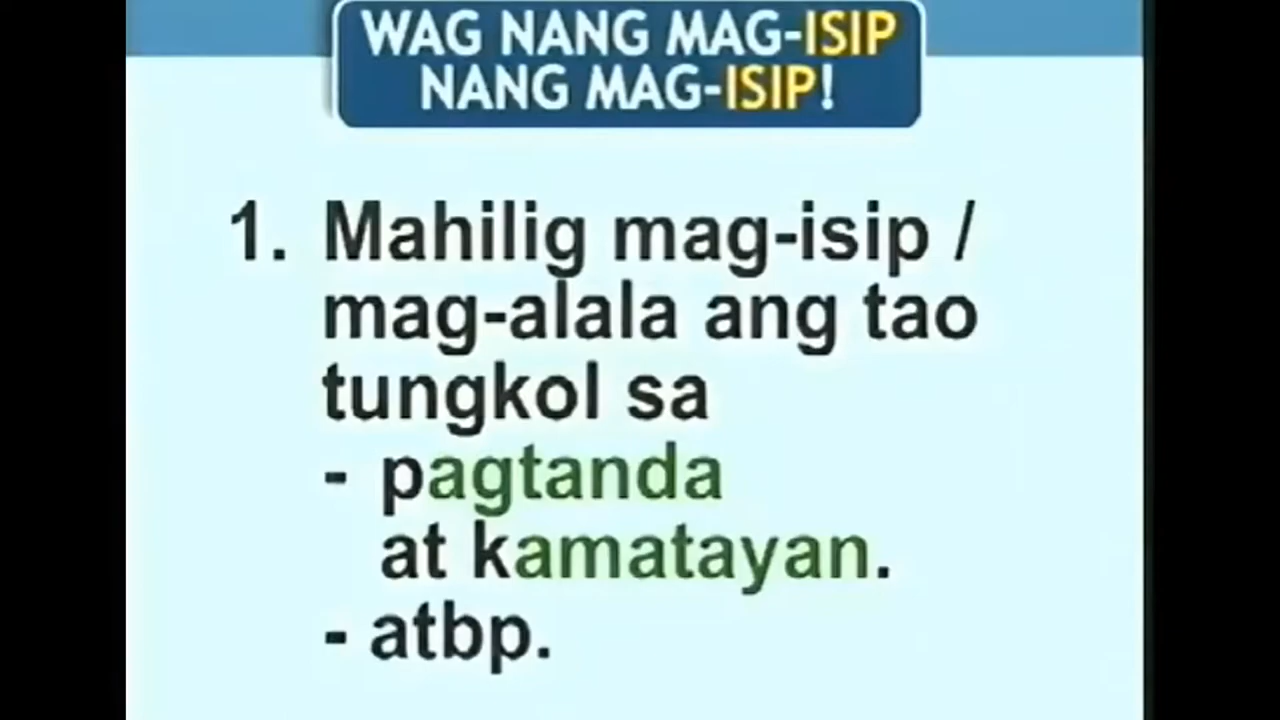 WAG NANG MAG-ISIP
NANG MAG-ISIP!
1. Mahilig mag-isip /
mag-alala ang tao
tungkol sa
- pagtanda
at kamatayan.
- atbp.